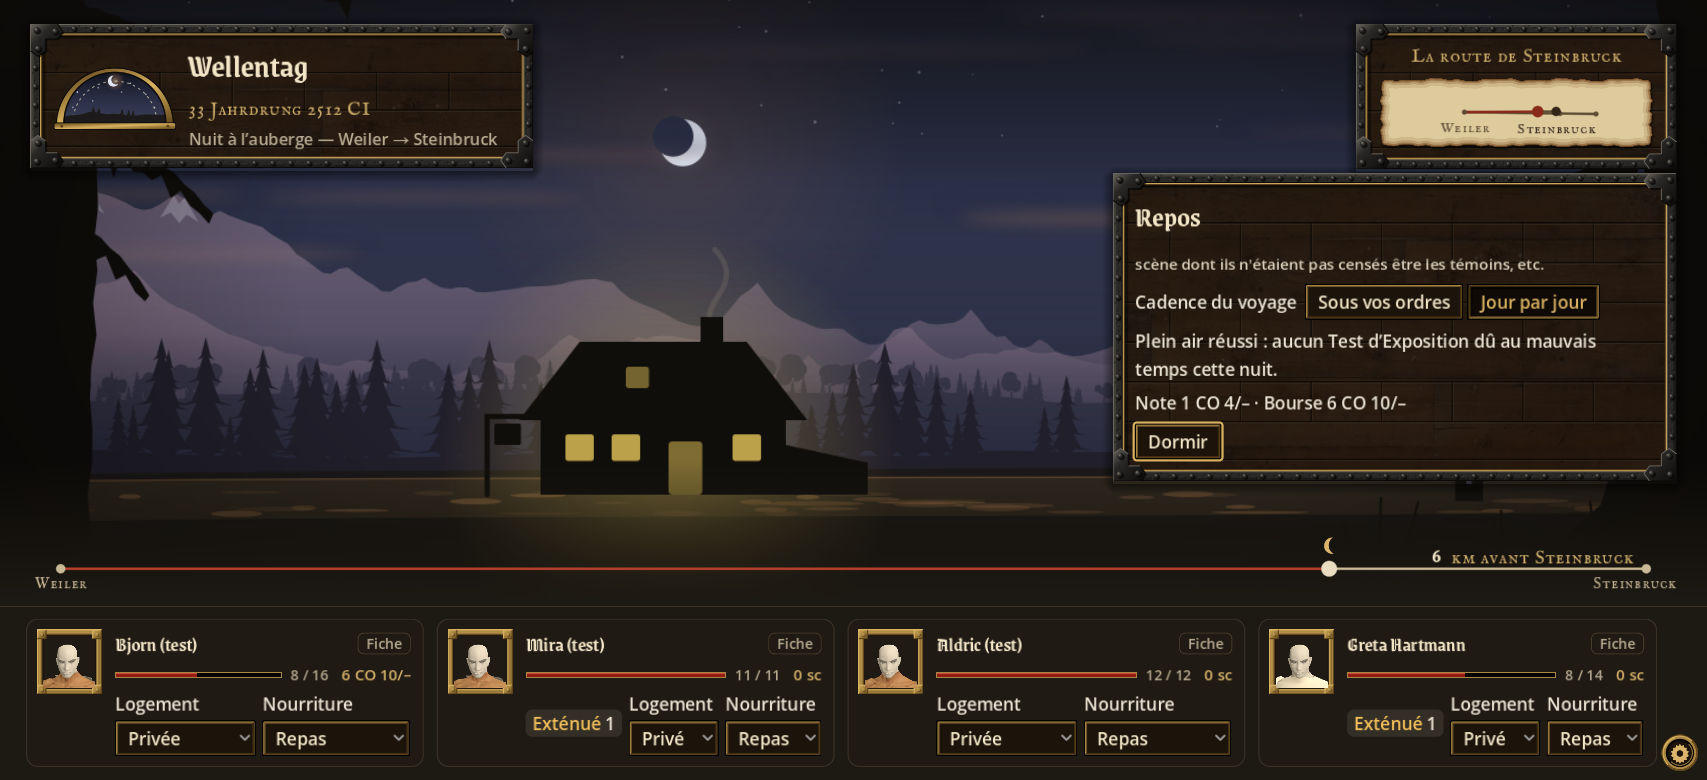 Wellentag
33 Jahrdrung 2512 CI
Nuit à l’auberge — Weiler → Steinbruck
La route de Steinbruck
Weiler
Steinbruck
Repos
scène dont ils n'étaient pas censés être les témoins, etc.
Cadence du voyage Sous vos ordres Jour par jour
Plein air réussi : aucun Test d’Exposition dû au mauvais
temps cette nuit.
Note 1 CO 4/– · Bourse 6 CO 10/–
Dormir
6 km avant Steinbruck
Weiler
Steinbruck
Bjorn (test) Fiche
8 / 16 6 CO 10/–
Logement Nourriture
Privée Repas
Mira (test) Fiche
11 / 11 0 sc
Exténué 1
Logement Nourriture
Privé Repas
Aldric (test) Fiche
12 / 12 0 sc
Logement Nourriture
Privée Repas
Greta Hartmann Fiche
8 / 14 0 sc
Exténué 1
Logement Nourriture
Privé Repas